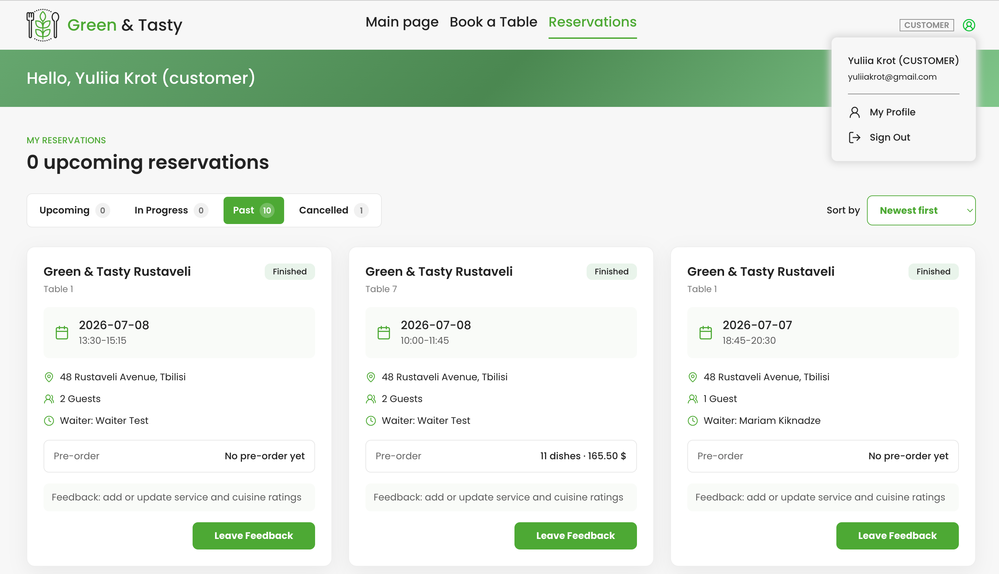 Green & Tasty
Main page Book a Table Reservations
CUSTOMER
Yuliia Krot (CUSTOMER)
yuliiakrot@gmail.com
My Profile
Sign Out
Hello, Yuliia Krot (customer)
MY RESERVATIONS
0 upcoming reservations
Upcoming 0 In Progress 0 Past 10 Cancelled 1
Sort by Newest first
Green & Tasty Rustaveli Finished
Table 1
2026-07-08
13:30-15:15
48 Rustaveli Avenue, Tbilisi
2 Guests
Waiter: Waiter Test
Pre-order No pre-order yet
Feedback: add or update service and cuisine ratings
Leave Feedback
Green & Tasty Rustaveli Finished
Table 7
2026-07-08
10:00-11:45
48 Rustaveli Avenue, Tbilisi
2 Guests
Waiter: Waiter Test
Pre-order 11 dishes · 165.50 $
Feedback: add or update service and cuisine ratings
Leave Feedback
Green & Tasty Rustaveli Finished
Table 1
2026-07-07
18:45-20:30
48 Rustaveli Avenue, Tbilisi
1 Guest
Waiter: Mariam Kiknadze
Pre-order No pre-order yet
Feedback: add or update service and cuisine ratings
Leave Feedback